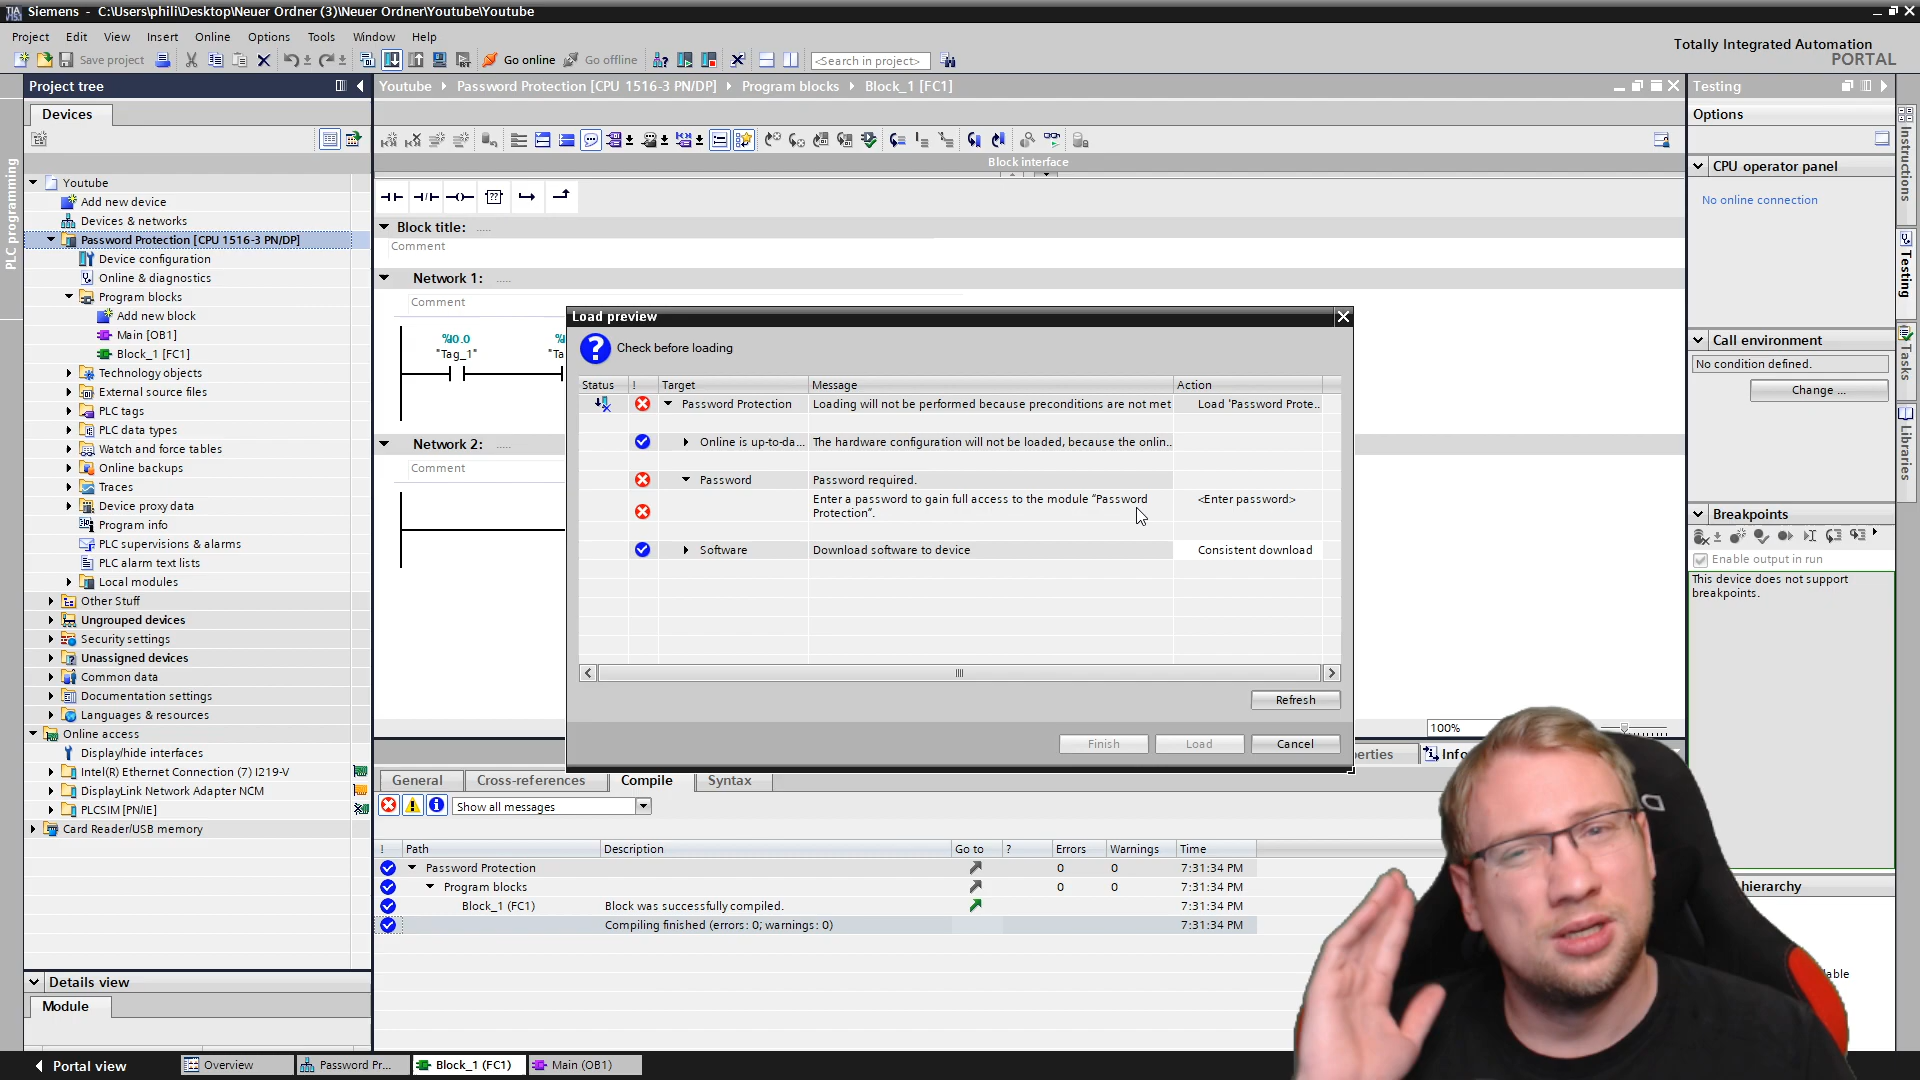 Siemens - C:\Users\phili\Desktop\Neuer Ordner (3)\Neuer Ordner\Youtube\Youtube
Project Edit View Insert Online Options Tools Window Help
Totally Integrated Automation
PORTAL
Save project
Go online
Go offline
<Search in project>
Project tree
Devices
PLC programming
Youtube
Add new device
Devices & networks
Password Protection [CPU 1516-3 PN/DP]
Device configuration
Online & diagnostics
Program blocks
Add new block
Main [OB1]
Block_1 [FC1]
Technology objects
External source files
PLC tags
PLC data types
Watch and force tables
Online backups
Traces
Device proxy data
Program info
PLC supervisions & alarms
PLC alarm text lists
Local modules
Other Stuff
Ungrouped devices
Security settings
Unassigned devices
Common data
Documentation settings
Languages & resources
Online access
Display/hide interfaces
Intel(R) Ethernet Connection (7) I219-V
DisplayLink Network Adapter NCM
PLCSIM [PN/IE]
Card Reader/USB memory
Details view
Module
Youtube Password Protection [CPU 1516-3 PN/DP] Program blocks Block_1 [FC1]
Block interface
??
Block title: .....
Comment
Network 1: .....
Comment
%I0.0
"Tag_1"
"Ta
Network 2: .....
Comment
Load preview
? Check before loading
Status ! Target Message Action
Password Protection Loading will not be performed because preconditions are not met Load 'Password Prote..
Online is up-to-da... The hardware configuration will not be loaded, because the onlin..
Password Password required.
Enter a password to gain full access to the module “Password
Protection”.
<Enter password>
Software Download software to device Consistent download
Refresh
Finish Load Cancel
100%
erties
Info
General Cross-references Compile Syntax
Show all messages
! Path Description Go to ? Errors Warnings Time
Password Protection 0 0 7:31:34 PM
Program blocks 0 0 7:31:34 PM
Block_1 (FC1) Block was successfully compiled. 7:31:34 PM
Compiling finished (errors: 0; warnings: 0) 7:31:34 PM
Testing
Options
CPU operator panel
No online connection
Call environment
No condition defined.
Change ...
Breakpoints
Enable output in run
This device does not support
breakpoints.
hierarchy
lable
Instructions
Testing
Tasks
Libraries
Portal view
Overview
Password Pr...
Block_1 (FC1)
Main (OB1)